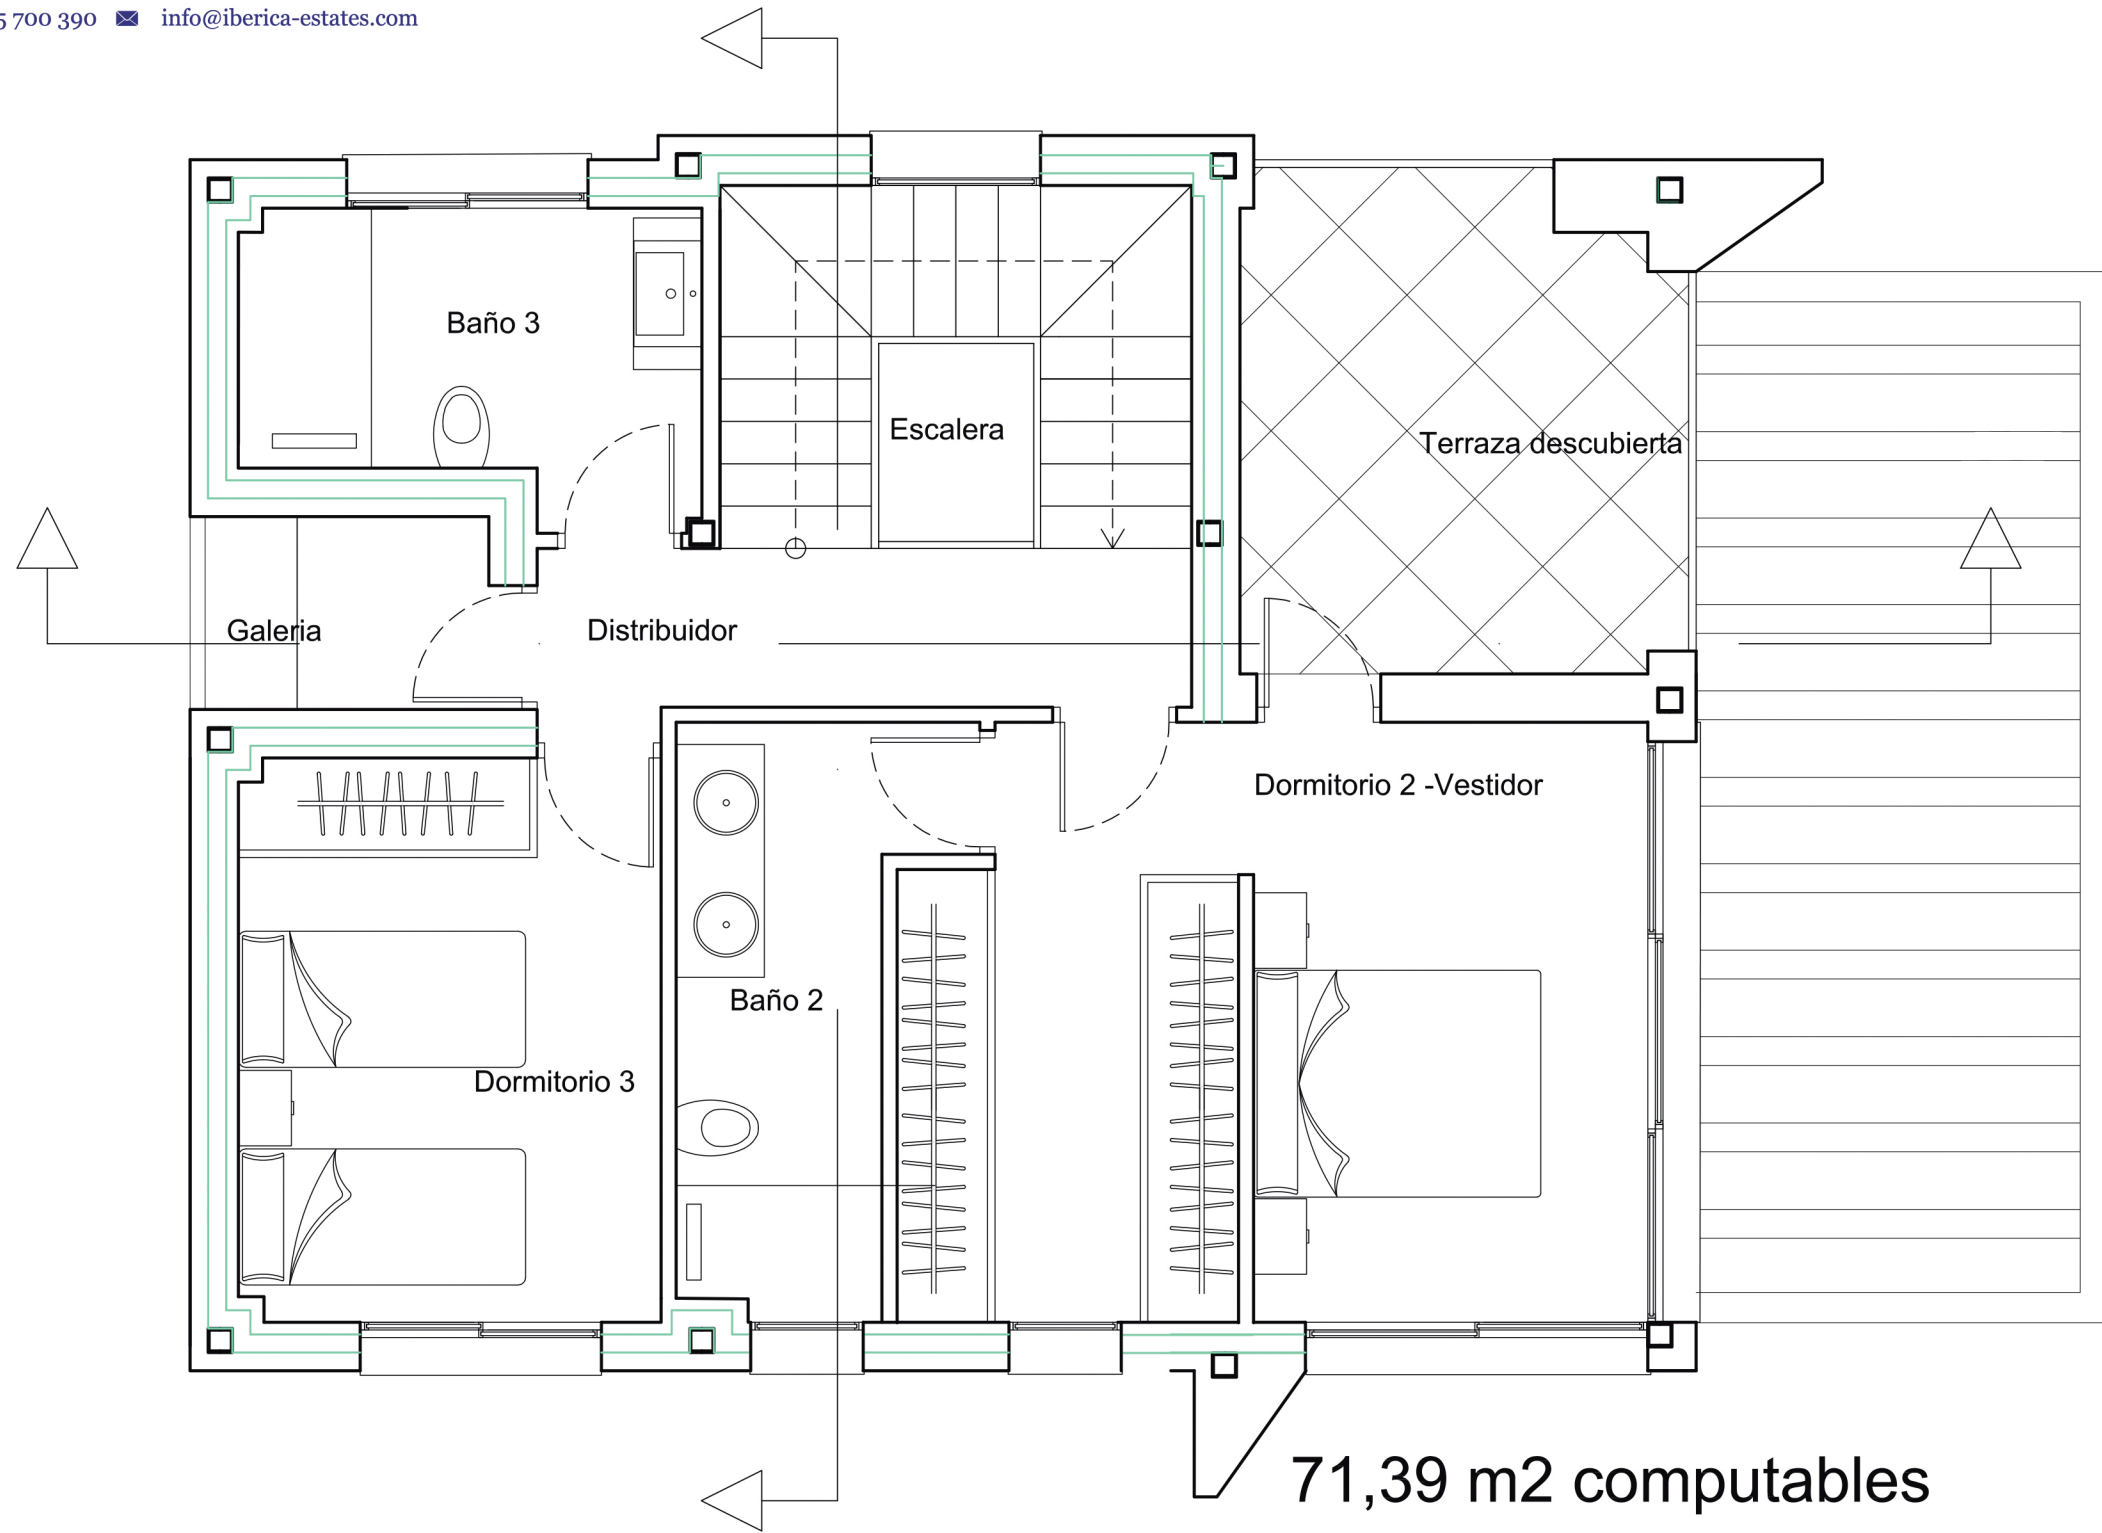 5 700 390 info@iberica-estates.com
Baño 3
Escalera
Terraza descubierta
Galeria
Distribuidor
Dormitorio 2 -Vestidor
Baño 2
Dormitorio 3
71,39 m2 computables